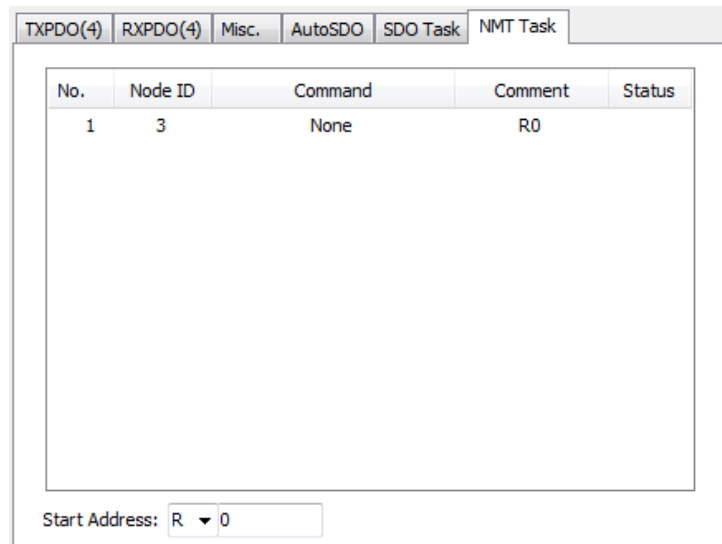 TXPDO(4) RXPDO(4) Misc. AutoSDO SDO Task NMT Task
No. Node ID Command Comment Status
1 3 None R0
Start Address: R 0